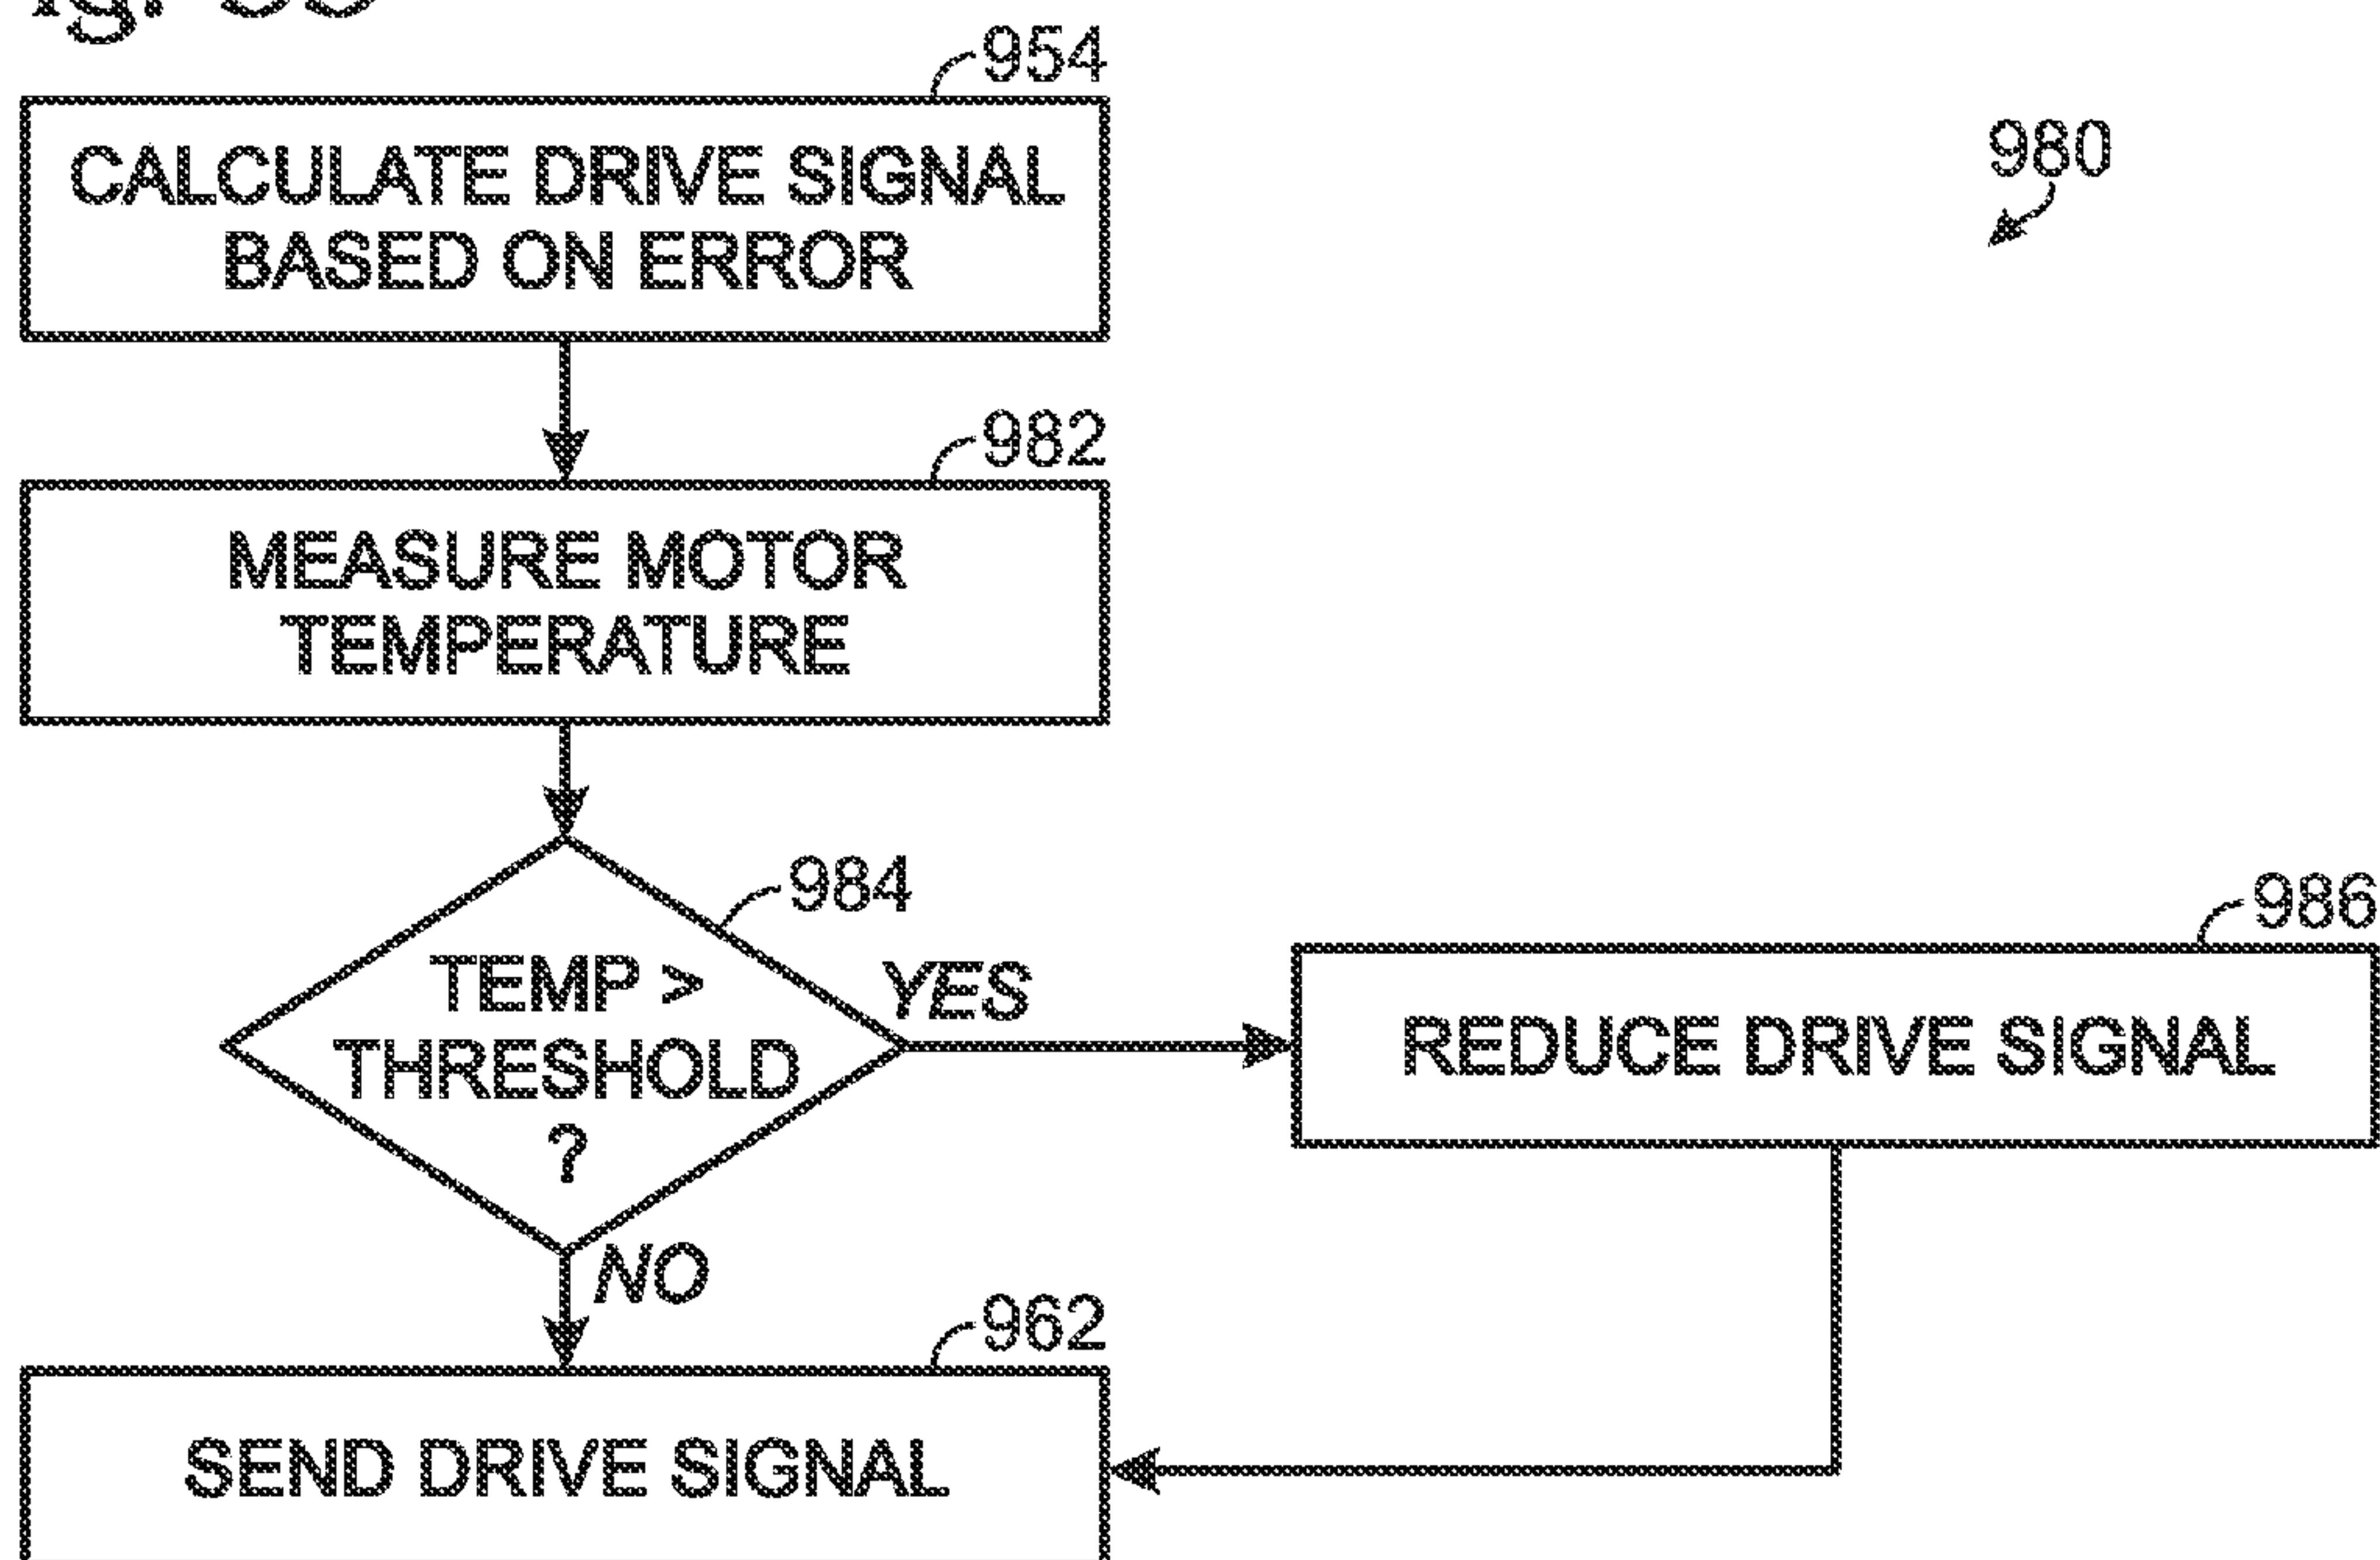 954
CALCULATE DRIVE SIGNAL
BASED ON ERROR
980
982
MEASURE MOTOR
TEMPERATURE
984
TEMP >
THRESHOLD
?
YES
986
REDUCE DRIVE SIGNAL
NO
962
SEND DRIVE SIGNAL